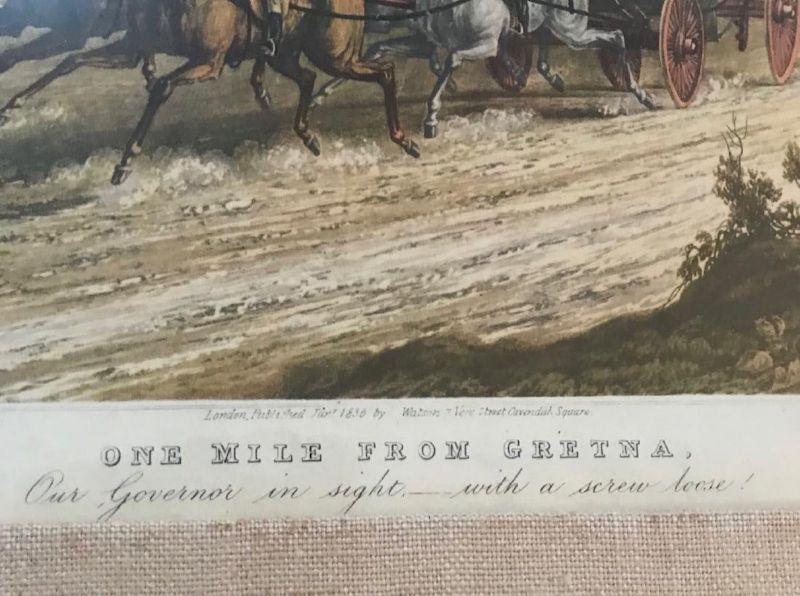 London, Published Jany. 1836 by Watson 7 Vere Street Cavendish Square.
ONE MILE FROM GRETNA,
Our Governor in sight, — with a screw loose!